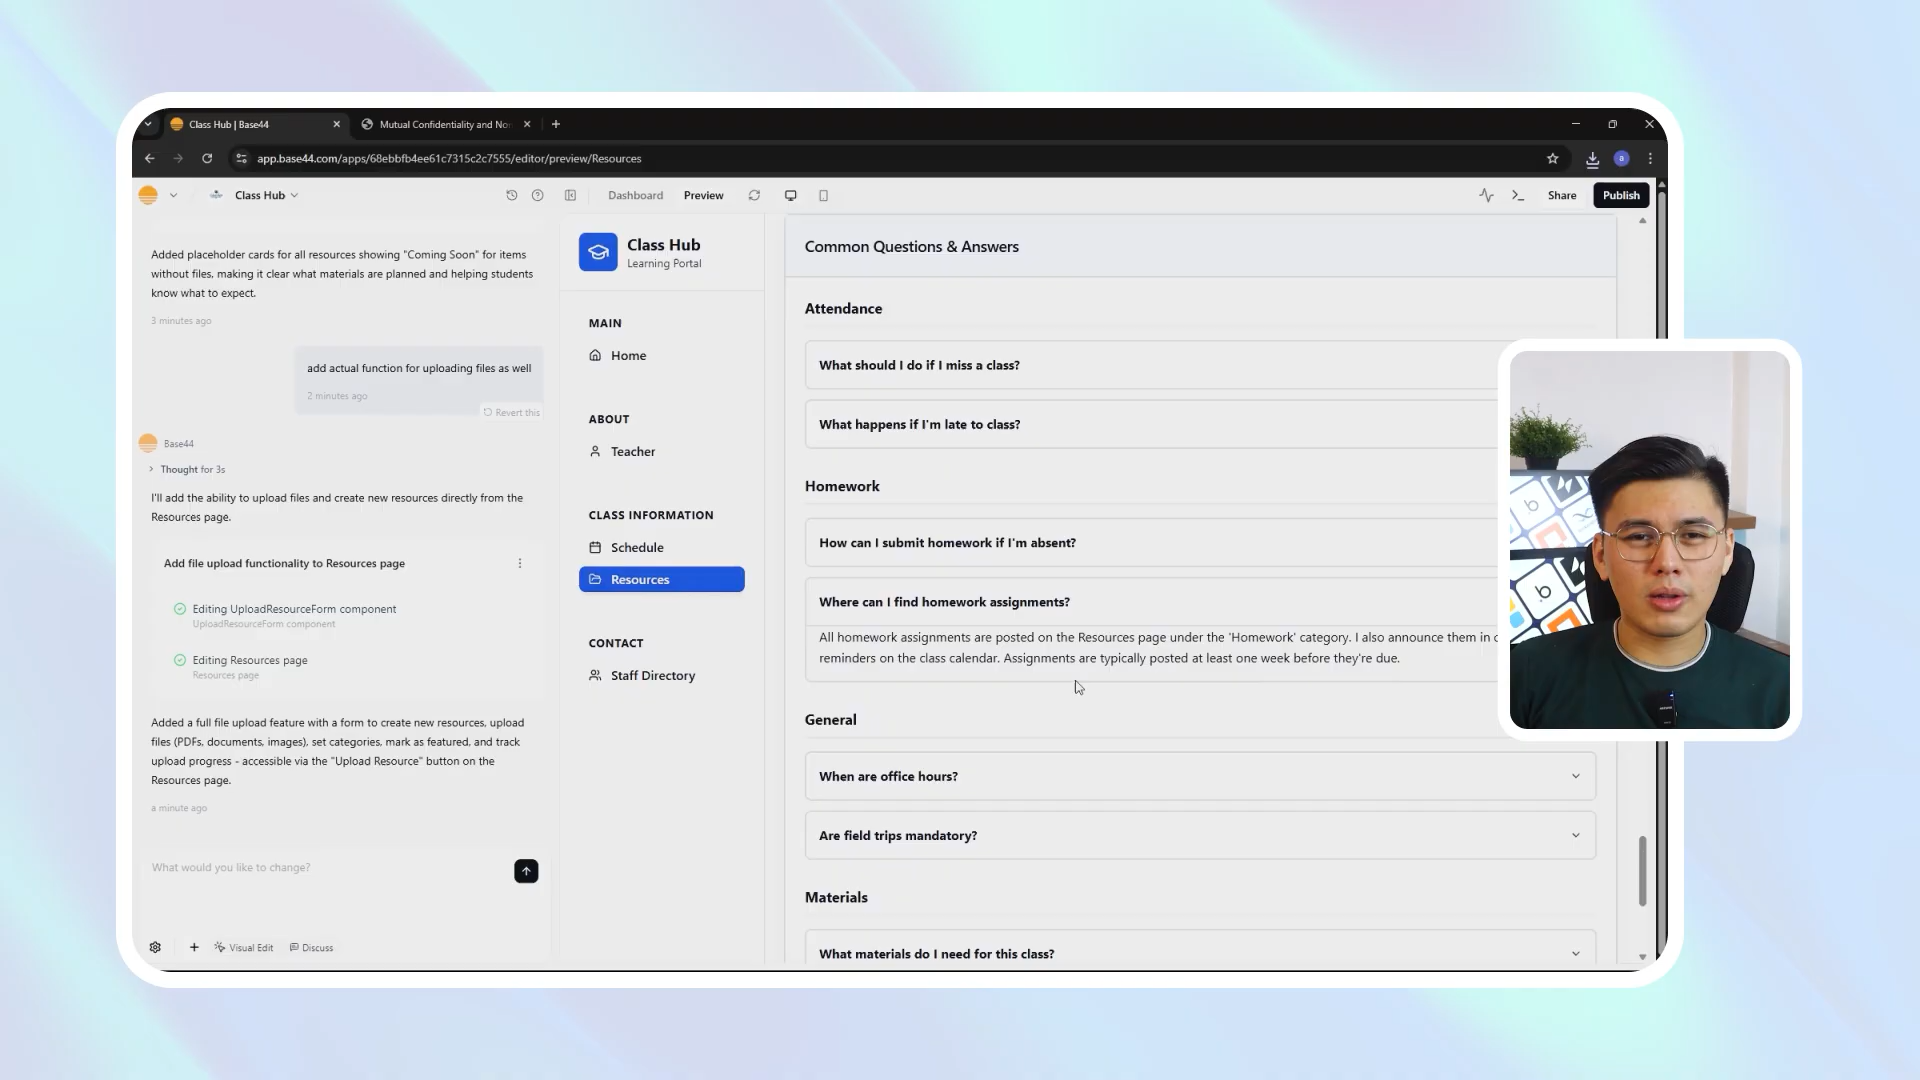 Class Hub | Base44
Mutual Confidentiality and No
app.base44.com/apps/68ebbfb4ee61c7315c2c7555/editor/preview/Resources
Class Hub
Dashboard
Preview
Share
Publish
Added placeholder cards for all resources showing "Coming Soon" for items
without files, making it clear what materials are planned and helping students
know what to expect.
3 minutes ago
add actual function for uploading files as well
2 minutes ago
Revert this
Base44
Thought for 3s
I'll add the ability to upload files and create new resources directly from the
Resources page.
Add file upload functionality to Resources page
Editing UploadResourceForm component
UploadResourceForm component
Editing Resources page
Resources page
Added a full file upload feature with a form to create new resources, upload
files (PDFs, documents, images), set categories, mark as featured, and track
upload progress - accessible via the "Upload Resource" button on the
Resources page.
a minute ago
What would you like to change?
Visual Edit
Discuss
Class Hub
Learning Portal
MAIN
Home
ABOUT
Teacher
CLASS INFORMATION
Schedule
Resources
CONTACT
Staff Directory
Common Questions & Answers
Attendance
What should I do if I miss a class?
What happens if I'm late to class?
Homework
How can I submit homework if I'm absent?
Where can I find homework assignments?
All homework assignments are posted on the Resources page under the 'Homework' category. I also announce them in
reminders on the class calendar. Assignments are typically posted at least one week before they're due.
General
When are office hours?
Are field trips mandatory?
Materials
What materials do I need for this class?